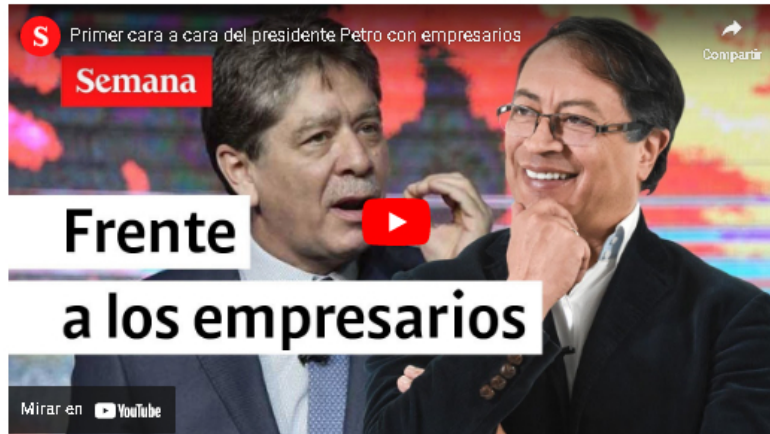 S Primer cara a cara del presidente Petro con empresarios
Compartir
Semana
Frente
a los empresarios
Mirar en YouTube